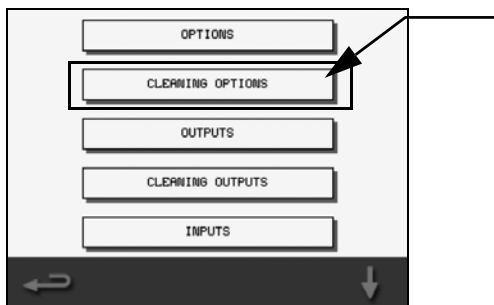 OPTIONS
CLEANING OPTIONS
OUTPUTS
CLEANING OUTPUTS
INPUTS